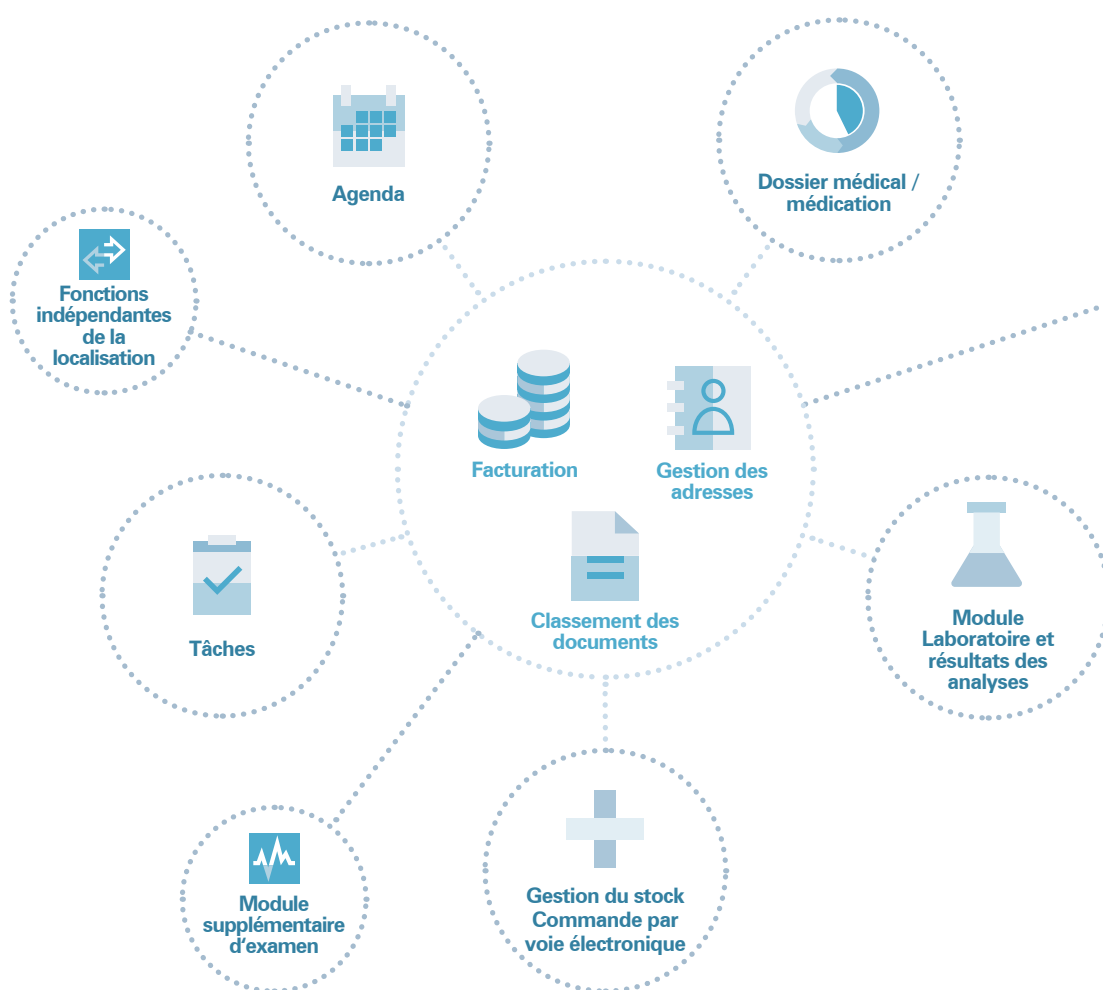 Agenda
Dossier médical /
médication
Fonctions
indépendantes
de la
localisation
Facturation
Gestion des
adresses
Classement des
documents
Tâches
Module
Laboratoire et
résultats des
analyses
Module
supplémentaire
d'examen
Gestion du stock
Commande par
voie électronique